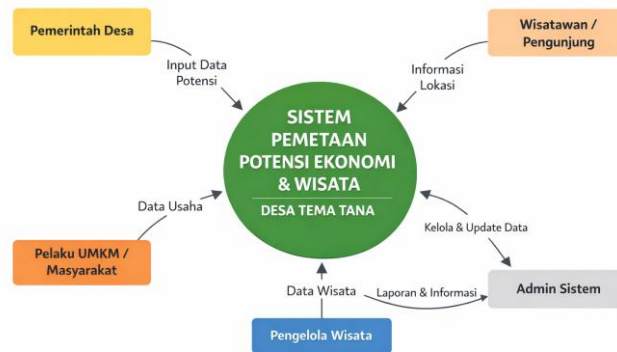 Pemerintah Desa
Wisatawan /
Pengunjung
Input Data
Potensi
Informasi
Lokasi
SISTEM
PEMETAAN
POTENSI EKONOMI
& WISATA
DESA TEMA TANA
Data Usaha
Kelola & Update Data
Pelaku UMKM /
Masyarakat
Data Wisata
Laporan & Informasi
Admin Sistem
Pengelola Wisata